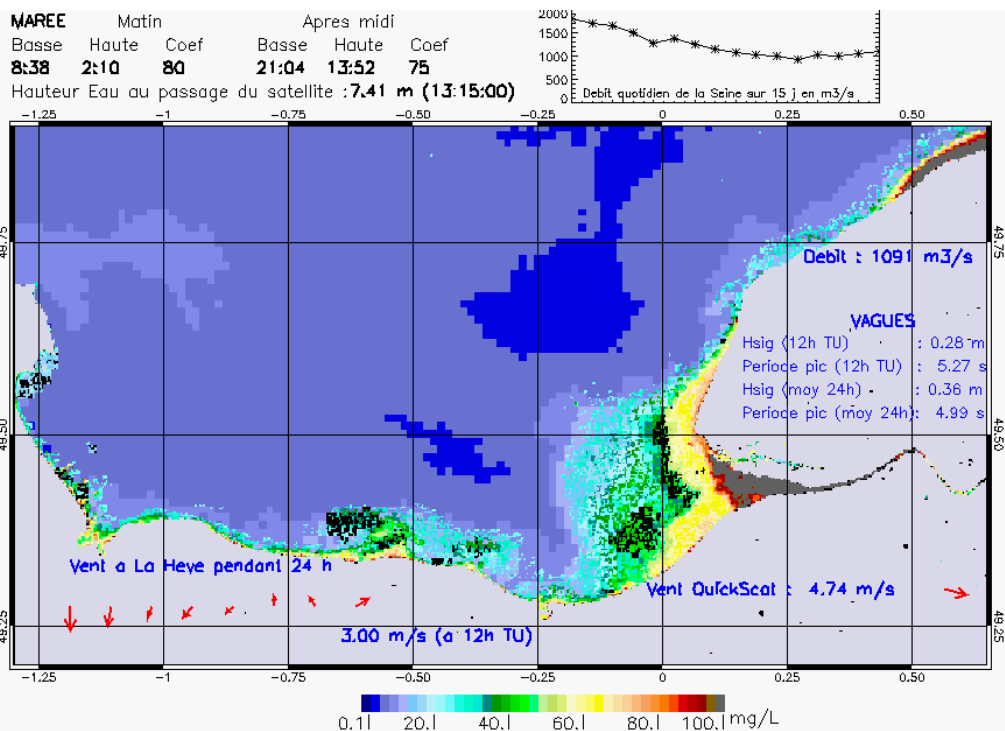 MAREE Matin Apres midi
Basse Haute Coef Basse Haute Coef
8:38 2:10 80 21:04 13:52 75
Hauteur Eau au passage du satellite : 7.41 m (13:15:00)
2000
1500
1000
500
0
Debit quotidien de la Seine sur 15 j en m3/s
-1.25 -1 -0.75 -0.50 -0.25 0 0.25 0.50
49.75 49.75
Debit : 1091 m3/s
VAGUES
Hsig (12h TU) : 0.28 m
Periode pic (12h TU) : 5.27 s
Hsig (moy 24h) : 0.36 m
Periode pic (moy 24h): 4.99 s
49.50 49.50
Vent a La Heve pendant 24 h
Vent QuickScat : 4.74 m/s
3.00 m/s (a 12h TU)
49.25 49.25
-1.25 -1 -0.75 -0.50 -0.25 0 0.25 0.50
0.1 20.1 40.1 60.1 80.1 100.1 mg/L